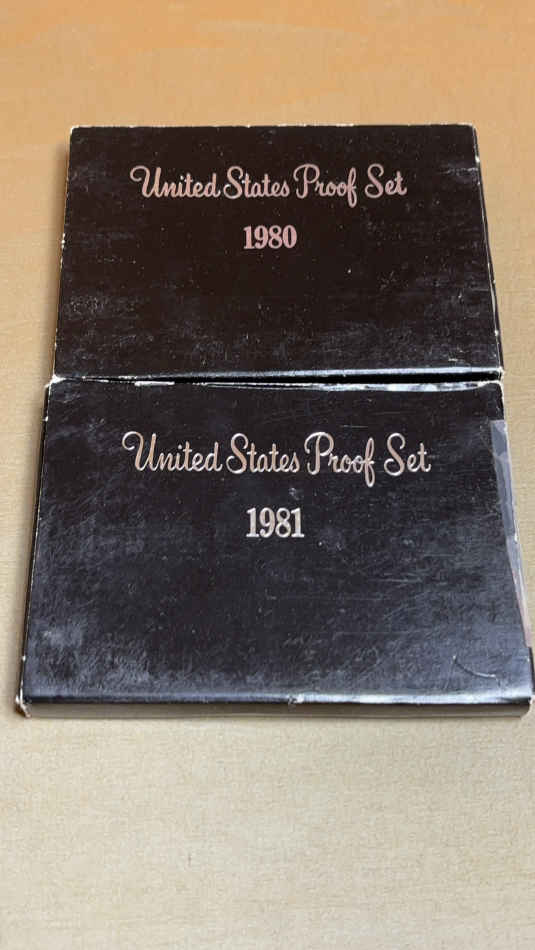 United States Proof Set
1980
United States Proof Set
1981